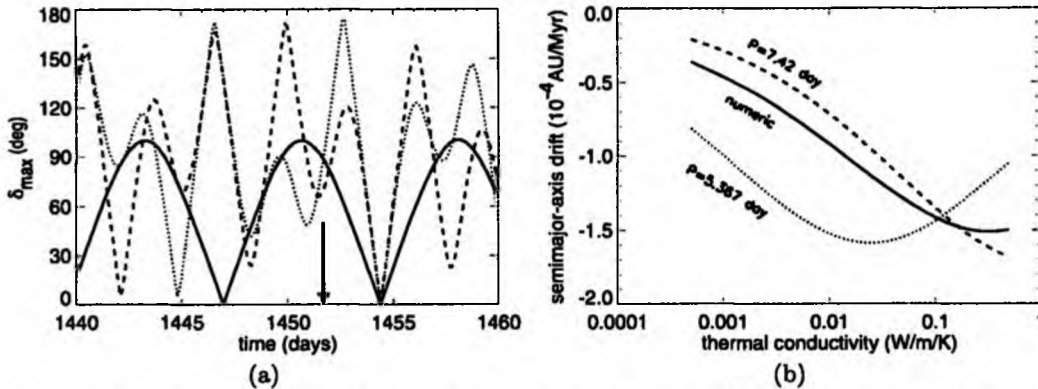 180
150
120
90
60
30
0
δmax (deg)
1440
1445
1450
1455
1460
time (days)
(a)
0.0
-0.5
-1.0
-1.5
-2.0
semimajor-axis drift (10-4 AU/Myr)
P=7.42 day
numeric
P=5.367 day
0.0001
0.001
0.01
0.1
1
thermal conductivity (W/m/K)
(b)